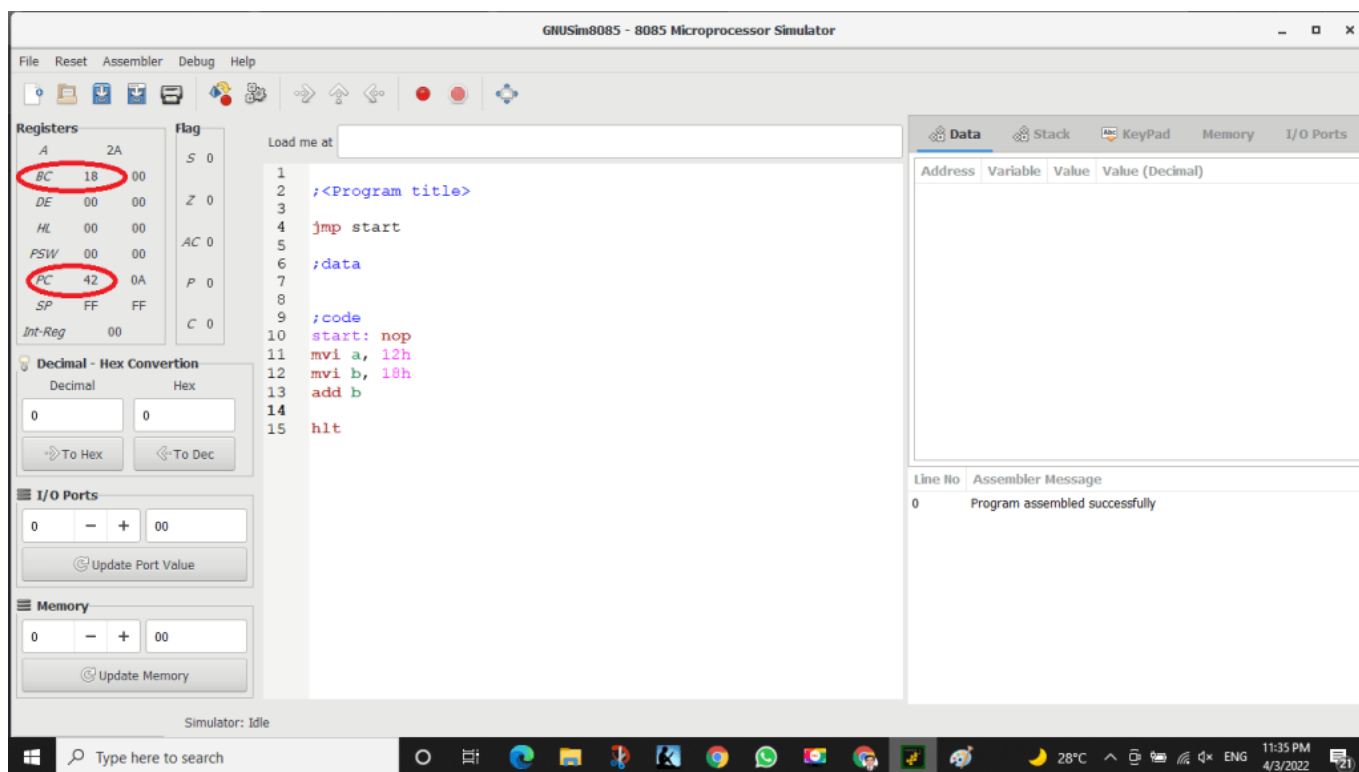 GNUSim8085 - 8085 Microprocessor Simulator
File Reset Assembler Debug Help
Registers
A 2A
BC 18 00
DE 00 00
HL 00 00
PSW 00 00
PC 42 0A
SP FF FF
Int-Reg 00
Flag
S 0
Z 0
AC 0
P 0
C 0
Decimal - Hex Convertion
Decimal Hex
0 0
To Hex To Dec
I/O Ports
0 − + 00
Update Port Value
Memory
0 − + 00
Update Memory
Load me at
1
2 ;<Program title>
3
4 jmp start
5
6 ;data
7
8
9 ;code
10 start: nop
11 mvi a, 12h
12 mvi b, 18h
13 add b
14
15 hlt
Data Stack Abc KeyPad Memory I/O Ports
Address Variable Value Value (Decimal)
Line No Assembler Message
0 Program assembled successfully
Simulator: Idle
Type here to search
28°C ENG 11:35 PM
4/3/2022
21